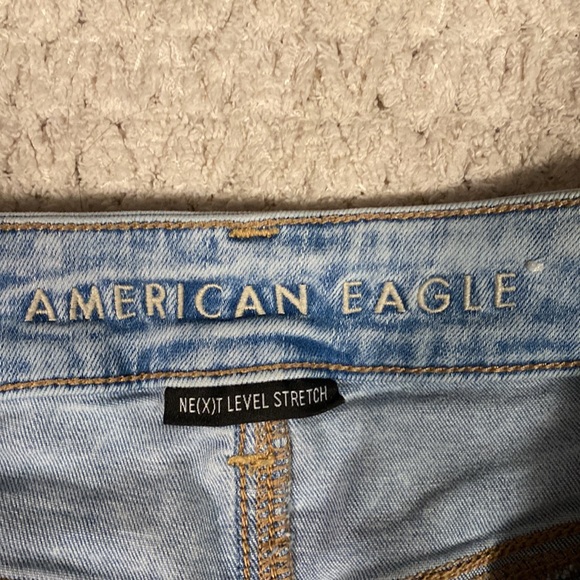 AMERICAN EAGLE
NE(X)T LEVEL STRETCH